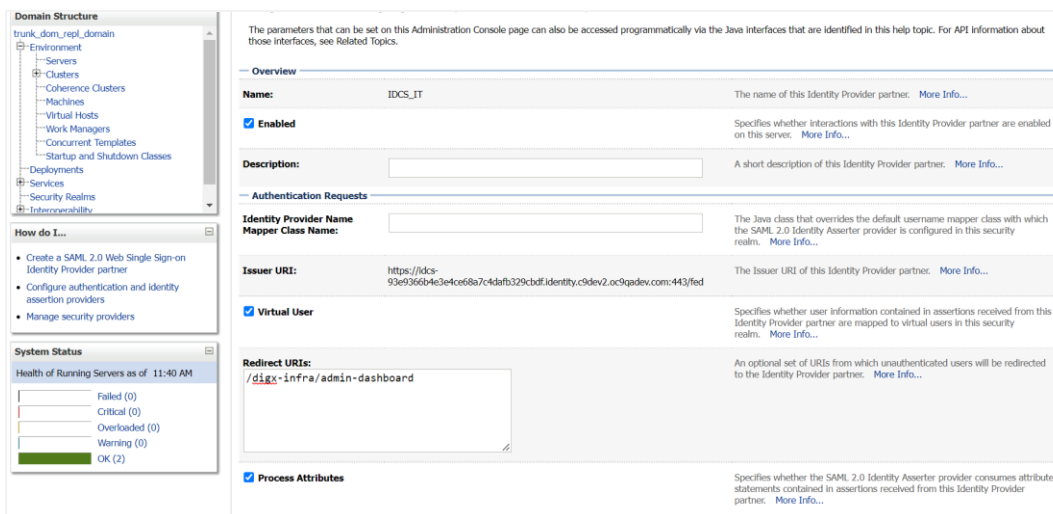 Domain Structure
trunk_dom_repl_domain
Environment
Servers
Clusters
Coherence Clusters
Machines
Virtual Hosts
Work Managers
Concurrent Templates
Startup and Shutdown Classes
Deployments
Services
Security Realms
Interoperability
How do I...
Create a SAML 2.0 Web Single Sign-on
Identity Provider partner
Configure authentication and identity
assertion providers
Manage security providers
System Status
Health of Running Servers as of 11:40 AM
Failed (0)
Critical (0)
Overloaded (0)
Warning (0)
OK (2)
The parameters that can be set on this Administration Console page can also be accessed programmatically via the Java interfaces that are identified in this help topic. For API information about
those interfaces, see Related Topics.
Overview
Name: IDCS_IT The name of this Identity Provider partner. More Info...
Enabled Specifies whether interactions with this Identity Provider partner are enabled
on this server. More Info...
Description: A short description of this Identity Provider partner. More Info...
Authentication Requests
Identity Provider Name The Java class that overrides the default username mapper class with which
Mapper Class Name: the SAML 2.0 Identity Asserter provider is configured in this security
realm. More Info...
Issuer URI: https://idcs- The Issuer URI of this Identity Provider partner. More Info...
93e9366b4e3e4ce68a7c4dafb329cbdf.identity.c9dev2.oc9qadev.com:443/fed
Virtual User Specifies whether user information contained in assertions received from this
Identity Provider partner are mapped to virtual users in this security
realm. More Info...
Redirect URIs: An optional set of URIs from which unauthenticated users will be redirected
/digx-infra/admin-dashboard to the Identity Provider partner. More Info...
Process Attributes Specifies whether the SAML 2.0 Identity Asserter provider consumes attribute
statements contained in assertions received from this Identity Provider
partner. More Info...